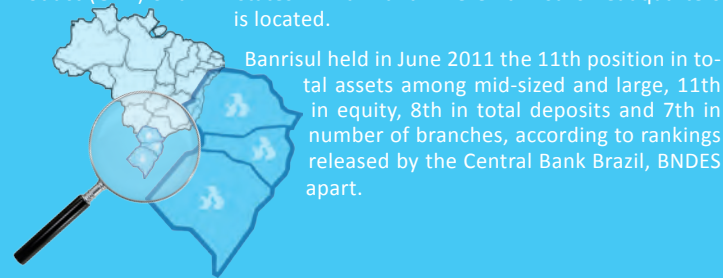 is located.
Banrisul held in June 2011 the 11th position in to-
tal assets among mid-sized and large, 11th
in equity, 8th in total deposits and 7th in
number of branches, according to rankings
released by the Central Bank Brazil, BNDES
apart.